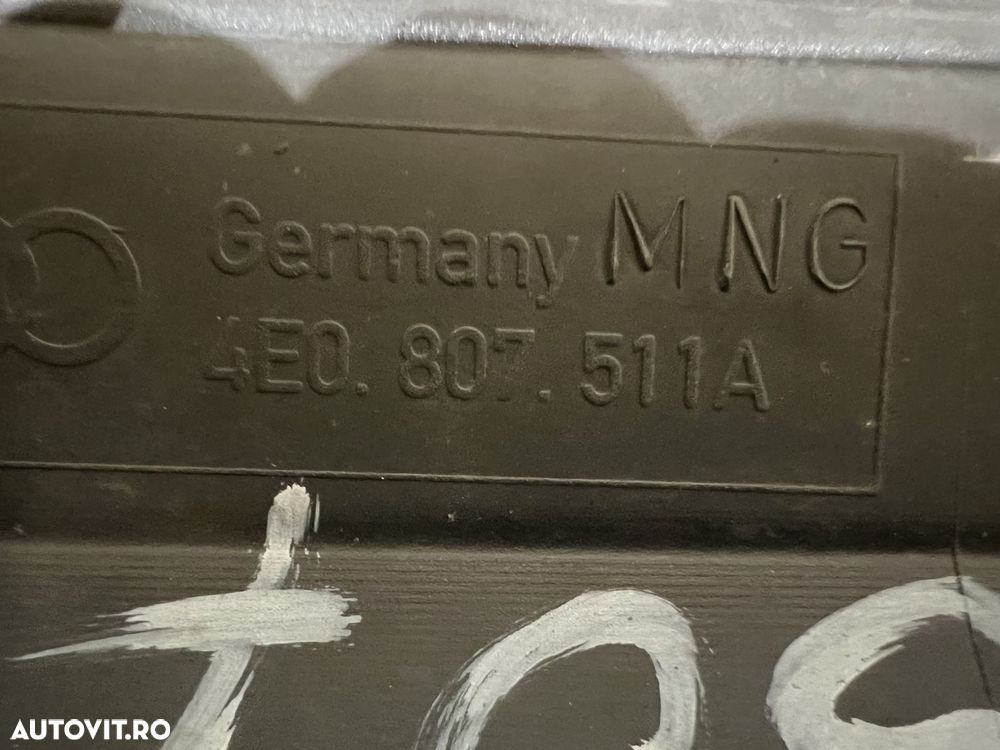 Germany MNG
4E0. 807. 511A
AUTOVIT.RO